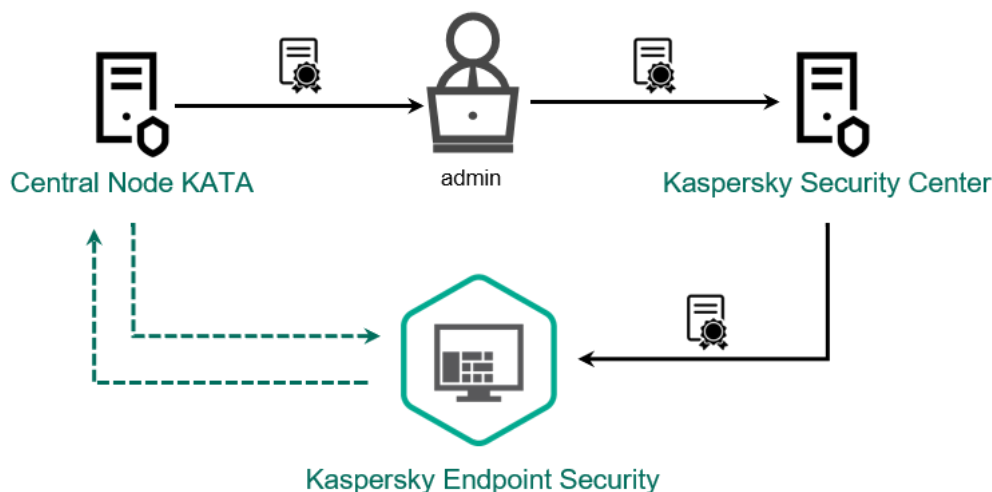 Central Node KATA
admin
Kaspersky Security Center
Kaspersky Endpoint Security